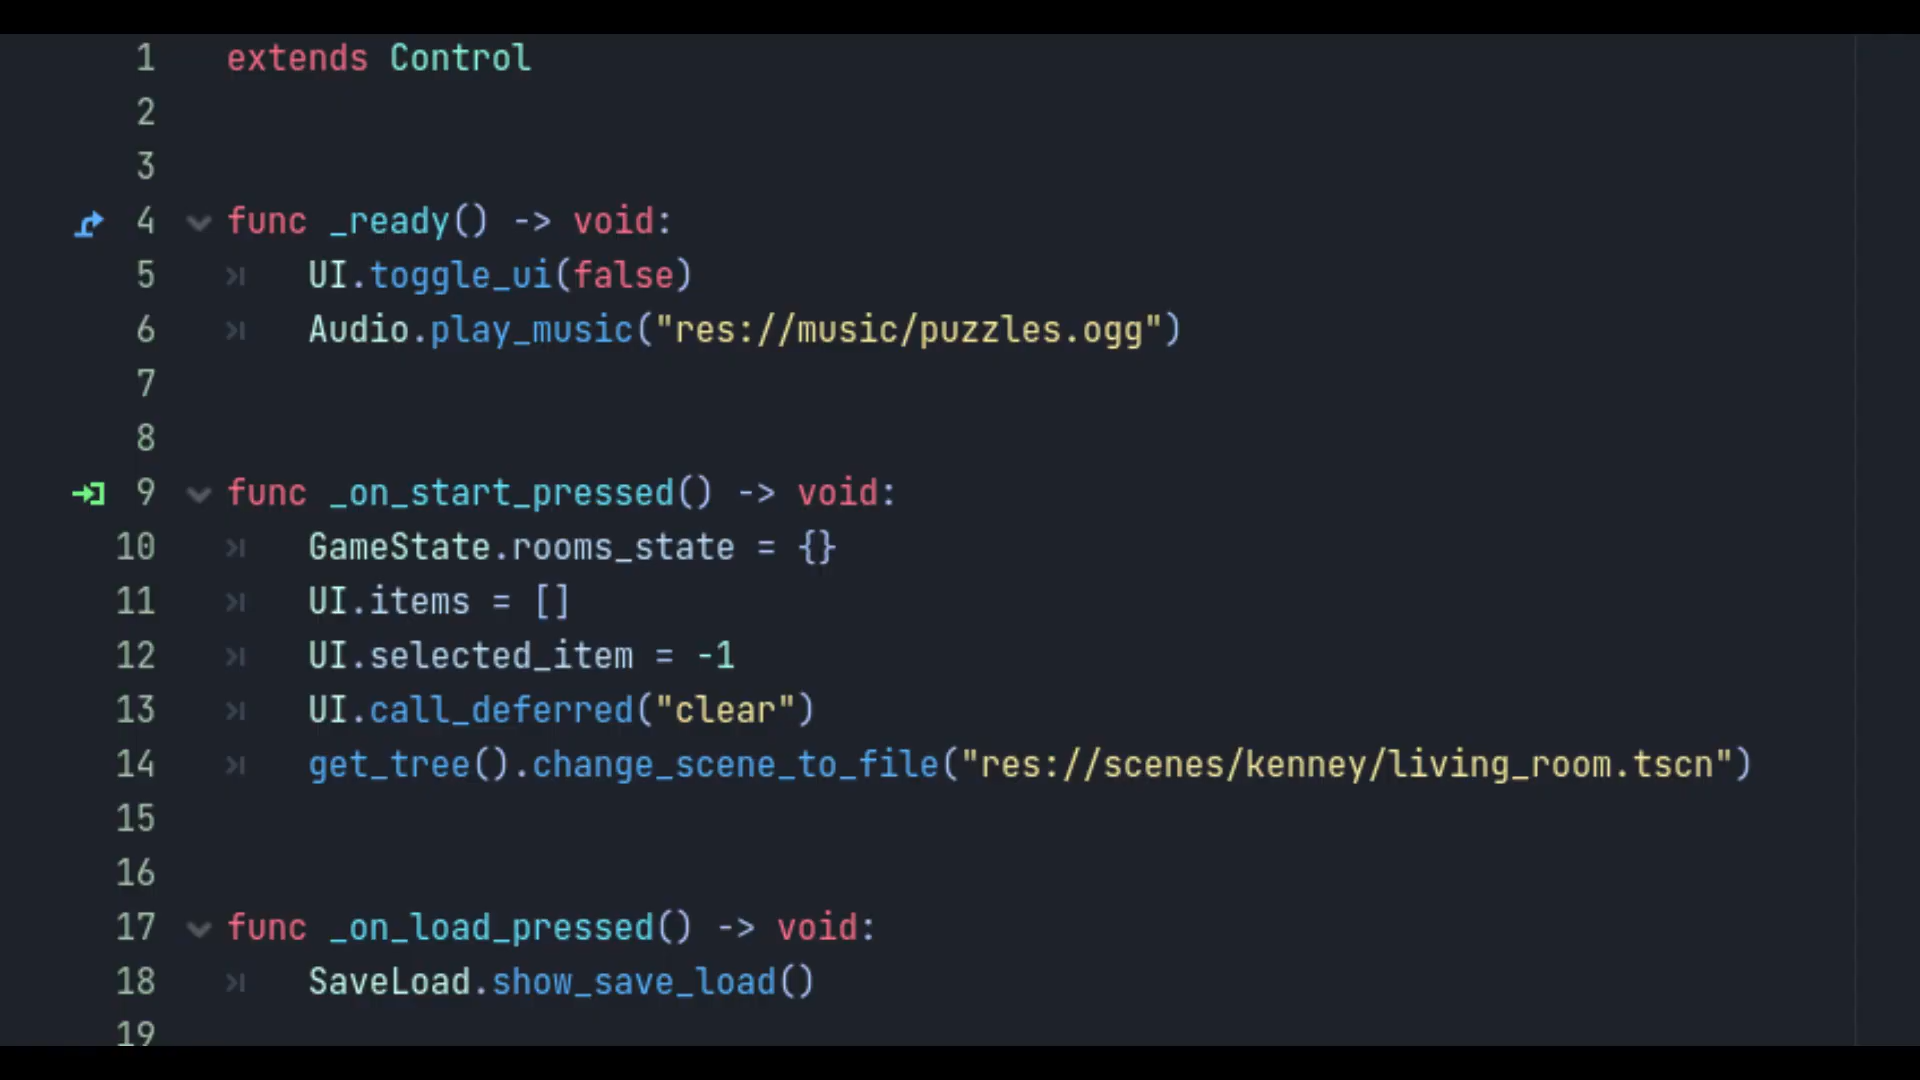 1 extends Control
2
3
4 func _ready() -> void:
5 UI.toggle_ui(false)
6 Audio.play_music("res://music/puzzles.ogg")
7
8
9 func _on_start_pressed() -> void:
10 GameState.rooms_state = {}
11 UI.items = []
12 UI.selected_item = -1
13 UI.call_deferred("clear")
14 get_tree().change_scene_to_file("res://scenes/kenney/living_room.tscn")
15
16
17 func _on_load_pressed() -> void:
18 SaveLoad.show_save_load()
19